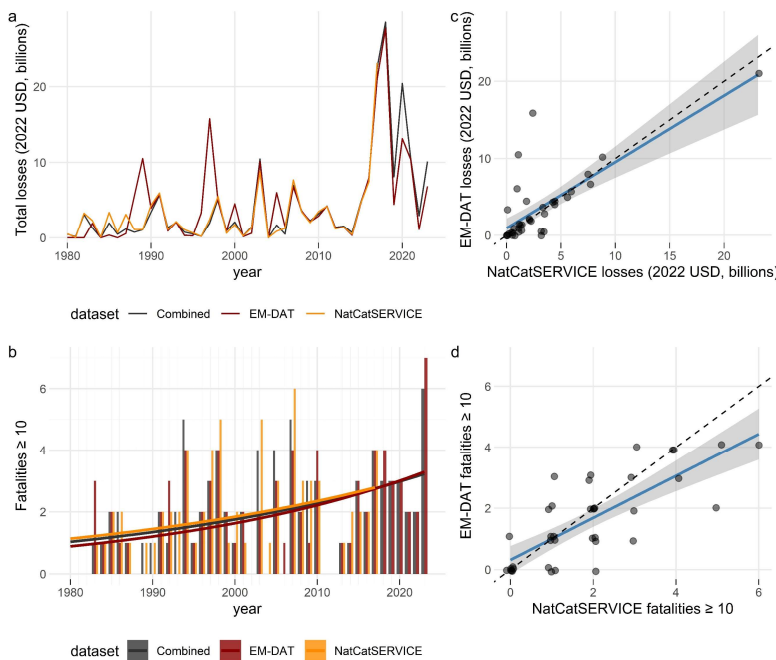 a
Total losses (2022 USD, billions)
20
10
0
1980
1990
2000
2010
2020
year
dataset Combined EM-DAT NatCatSERVICE
c
EM-DAT losses (2022 USD, billions)
20
10
0
0
5
10
15
20
NatCatSERVICE losses (2022 USD, billions)
b
Fatalities ≥ 10
6
4
2
0
1980
1990
2000
2010
2020
year
dataset Combined EM-DAT NatCatSERVICE
d
EM-DAT fatalities ≥ 10
6
4
2
0
0
2
4
6
NatCatSERVICE fatalities ≥ 10